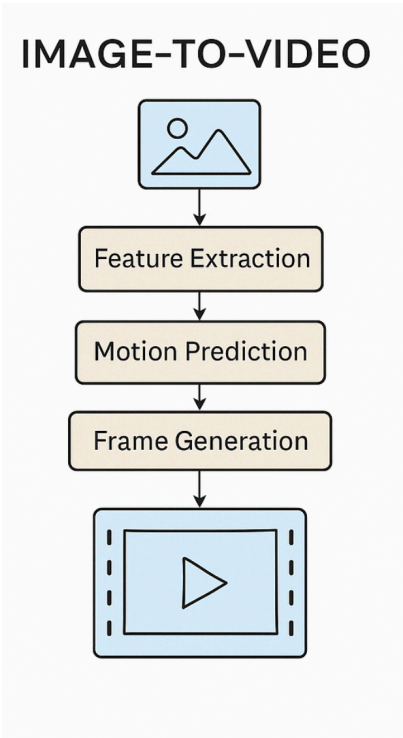 IMAGE-TO-VIDEO
Feature Extraction
Motion Prediction
Frame Generation